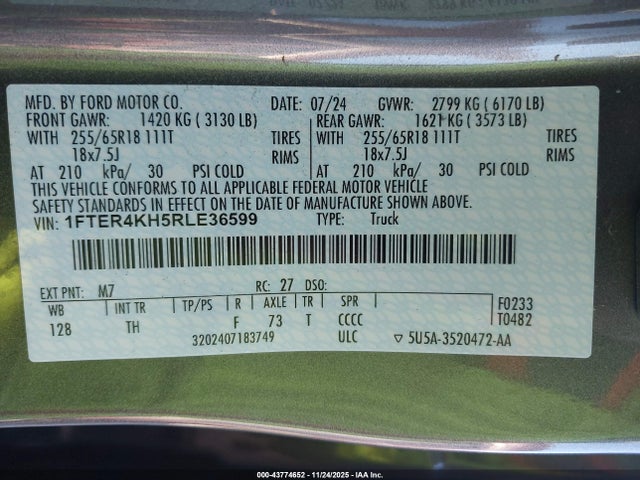 MFD. BY FORD MOTOR CO.
DATE: 07/24 GVWR: 2799 KG ( 6170 LB)
FRONT GAWR: 1420 KG ( 3130 LB)
REAR GAWR: 1621 KG ( 3573 LB)
WITH 255/65R18 111T TIRES
WITH 255/65R18 111T TIRES
18x7.5J RIMS
18x7.5J RIMS
AT 210 kPa/ 30 PSI COLD
AT 210 kPa/ 30 PSI COLD
THIS VEHICLE CONFORMS TO ALL APPLICABLE FEDERAL MOTOR VEHICLE
SAFETY STANDARDS IN EFFECT ON THE DATE OF MANUFACTURE SHOWN ABOVE.
VIN: 1FTER4KH5RLE36599 TYPE: Truck
EXT PNT: M7 RC: 27 DSO:
WB INT TR TP/PS R AXLE TR SPR
F0233
128 TH F 73 T CCCC
T0482
3202407183749 ULC ▽ 5U5A-3520472-AA
000-43774652 11/24/2025 IAA Inc.